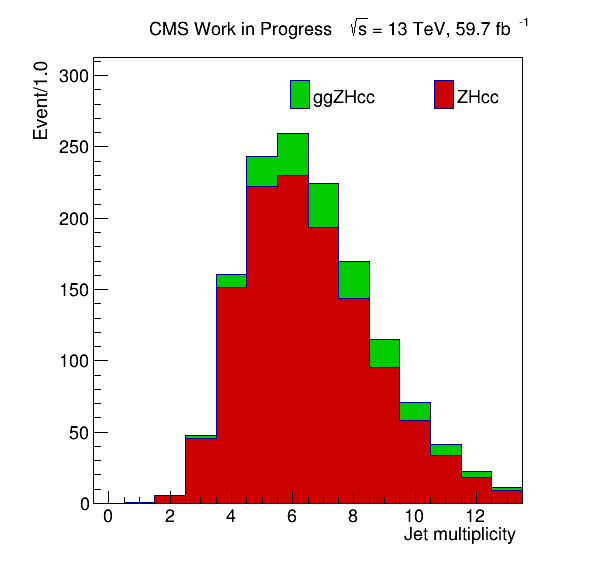 CMS Work in Progress √s = 13 TeV, 59.7 fb⁻¹
Event/1.0
300
250
200
150
100
50
0
ggZHcc ZHcc
0 2 4 6 8 10 12
Jet multiplicity